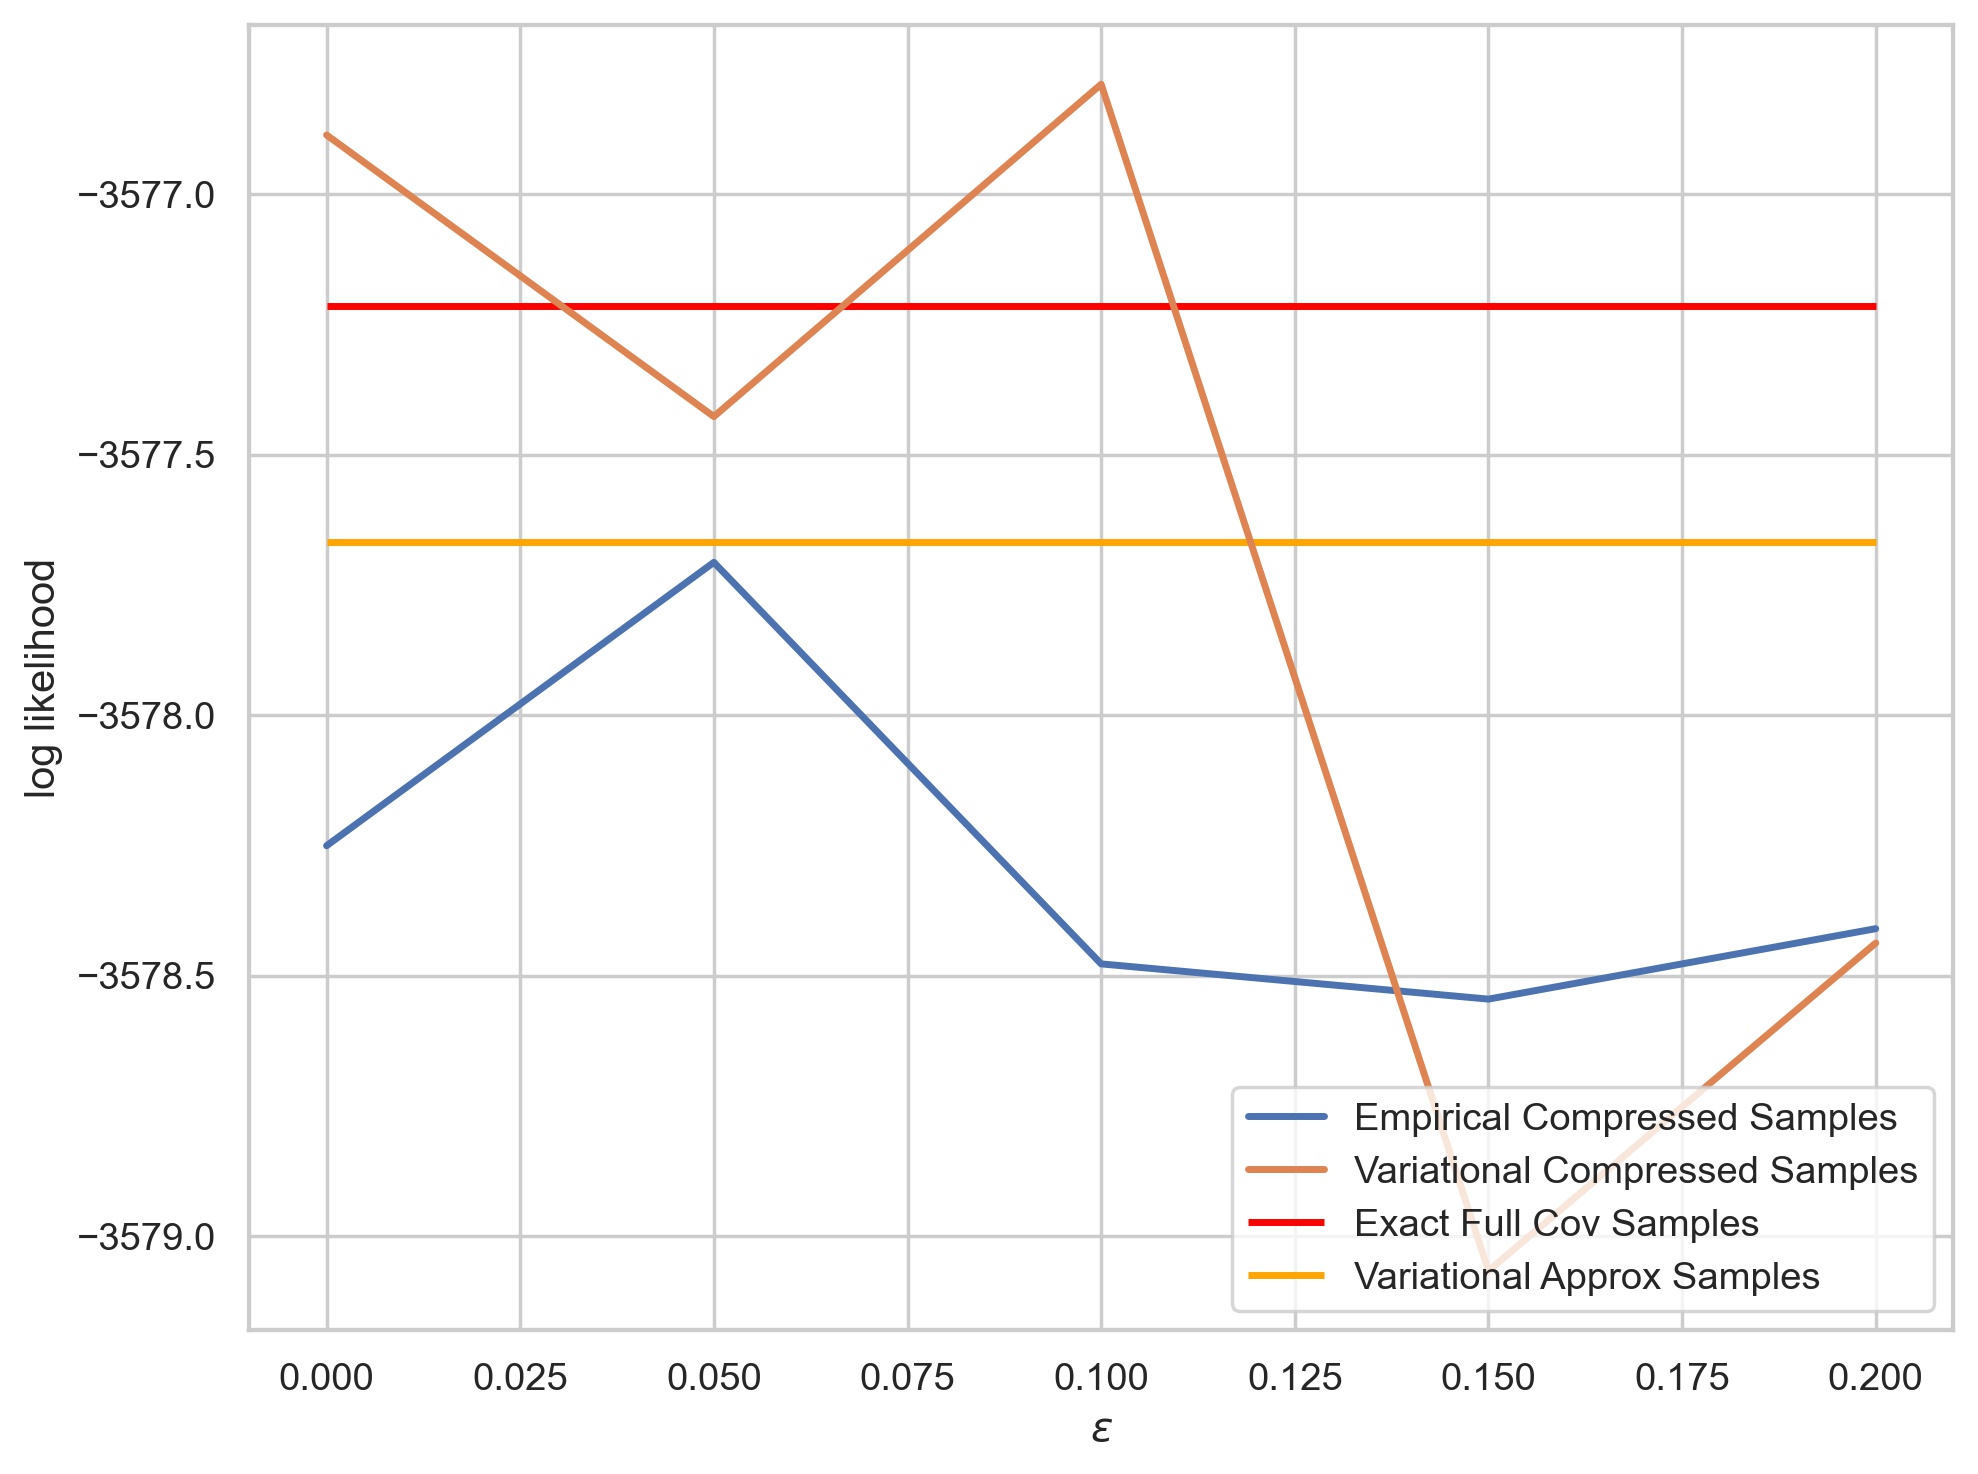 −3577.0
−3577.5
−3578.0
−3578.5
−3579.0
log likelihood
Empirical Compressed Samples
Variational Compressed Samples
Exact Full Cov Samples
Variational Approx Samples
0.000 0.025 0.050 0.075 0.100 0.125 0.150 0.175 0.200
ε